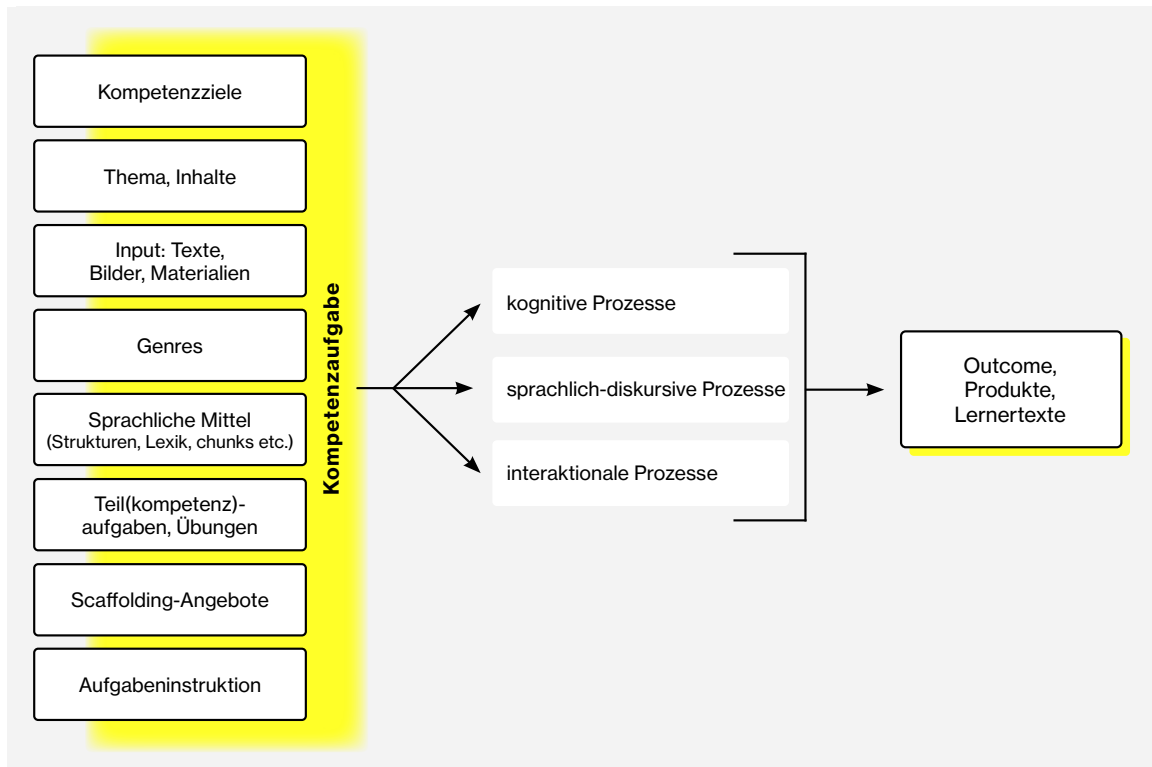 Kompetenzziele
Thema, Inhalte
Input: Texte,
Bilder, Materialien
Genres
Sprachliche Mittel
(Strukturen, Lexik, chunks etc.)
Teil(kompetenz)-
aufgaben, Übungen
Scaffolding-Angebote
Aufgabeninstruktion
Kompetenzaufgabe
kognitive Prozesse
sprachlich-diskursive Prozesse
interaktionale Prozesse
Outcome,
Produkte,
Lernertexte